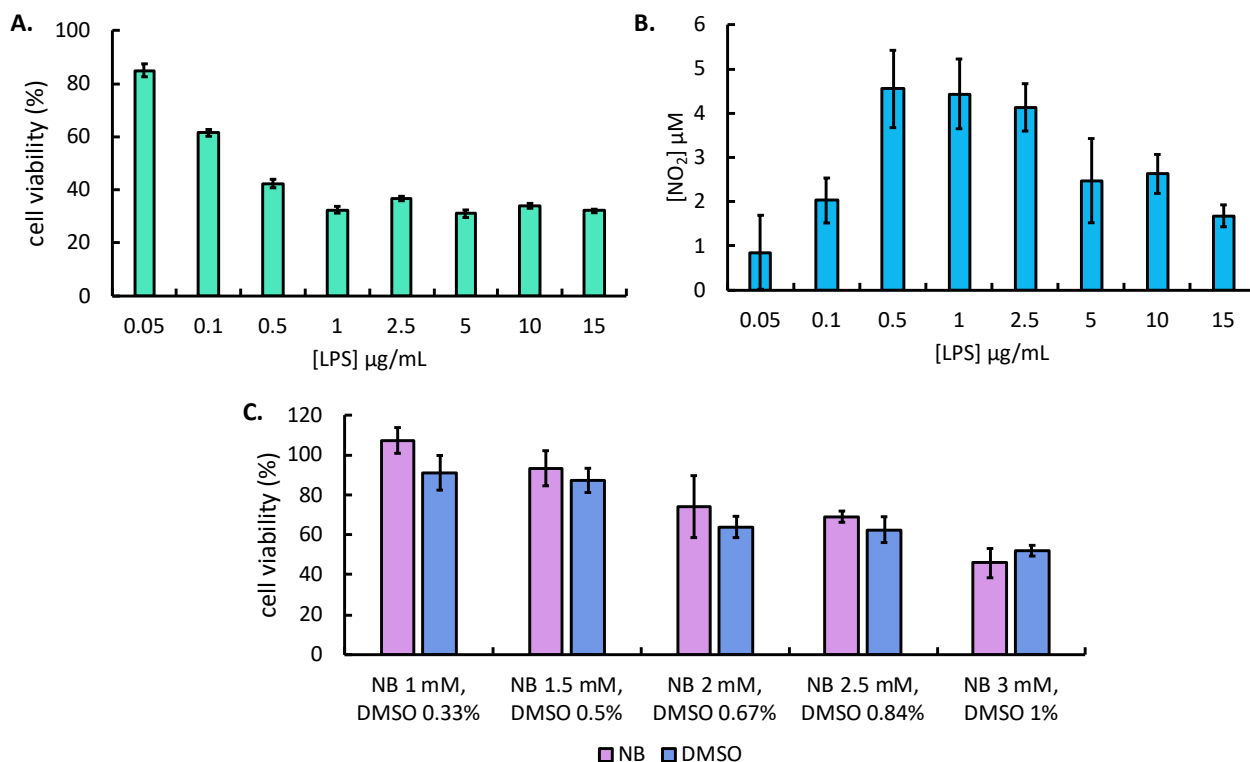 A.
cell viability (%)
100
80
60
40
20
0
0.05 0.1 0.5 1 2.5 5 10 15
[LPS] µg/mL
B.
[NO₂] µM
6
5
4
3
2
1
0
0.05 0.1 0.5 1 2.5 5 10 15
[LPS] µg/mL
C.
cell viability (%)
120
100
80
60
40
20
0
NB 1 mM, NB 1.5 mM, NB 2 mM, NB 2.5 mM, NB 3 mM,
DMSO 0.33% DMSO 0.5% DMSO 0.67% DMSO 0.84% DMSO 1%
NB DMSO